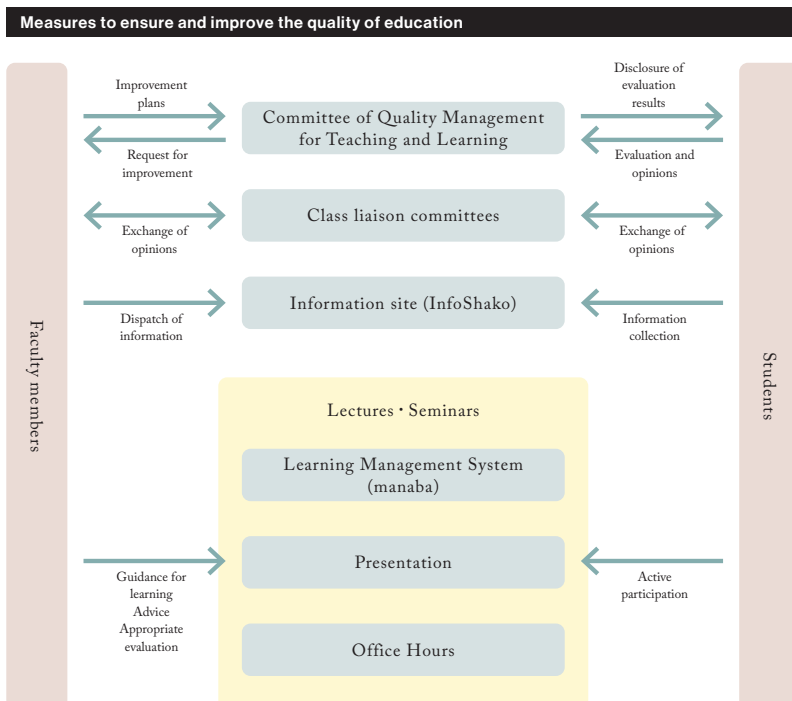 Measures to ensure and improve the quality of education
Faculty members
Improvement
plans
Request for
improvement
Committee of Quality Management
for Teaching and Learning
Disclosure of
evaluation
results
Evaluation and
opinions
Exchange of
opinions
Class liaison committees
Exchange of
opinions
Dispatch of
information
Information site (InfoShako)
Information
collection
Lectures・Seminars
Learning Management System
(manaba)
Guidance for
learning
Advice
Appropriate
evaluation
Presentation
Active
participation
Office Hours
Students